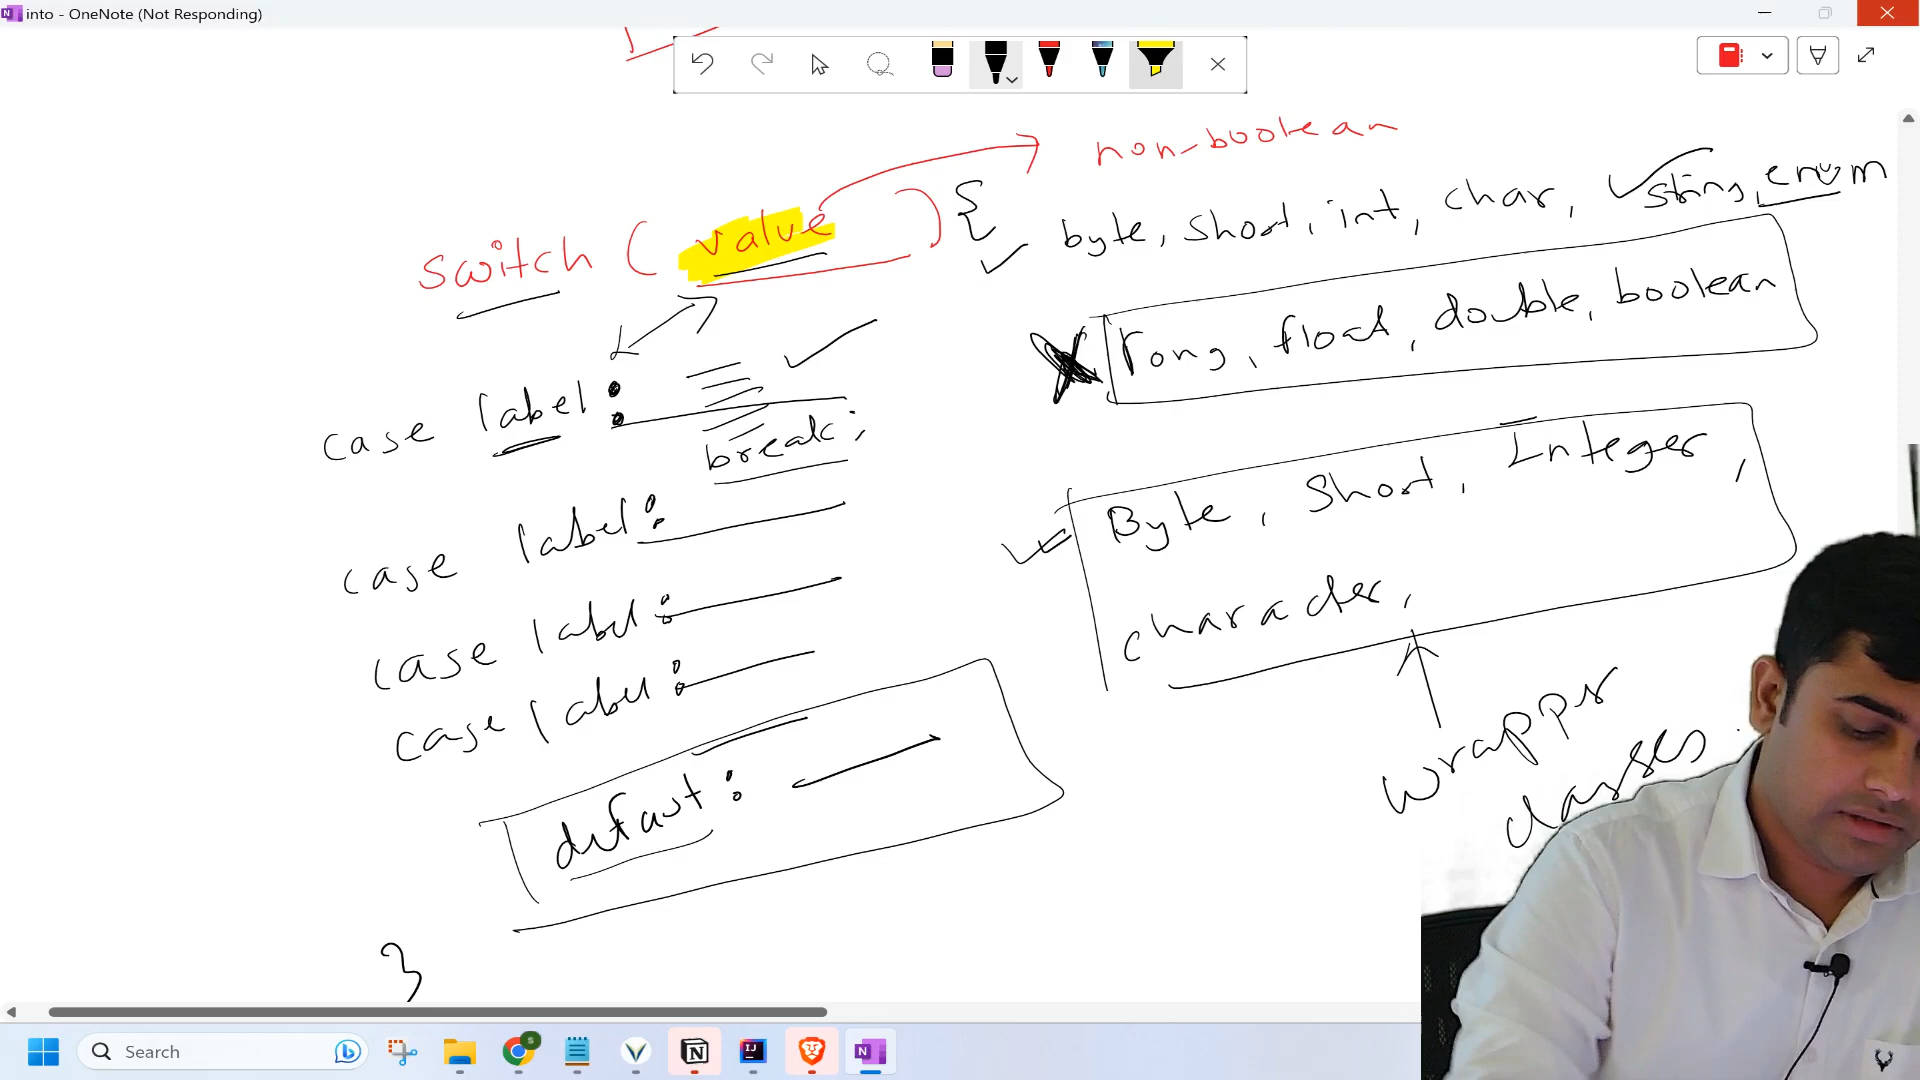 into - OneNote (Not Responding)
non-boolean
switch ( value ) {
byte, short, int, char, string, enum
long, float, double, boolean
case label :
break;
Byte, Short, Integer,
case label :
character,
case label :
case label :
wrapper
classes.
default :
}
Search